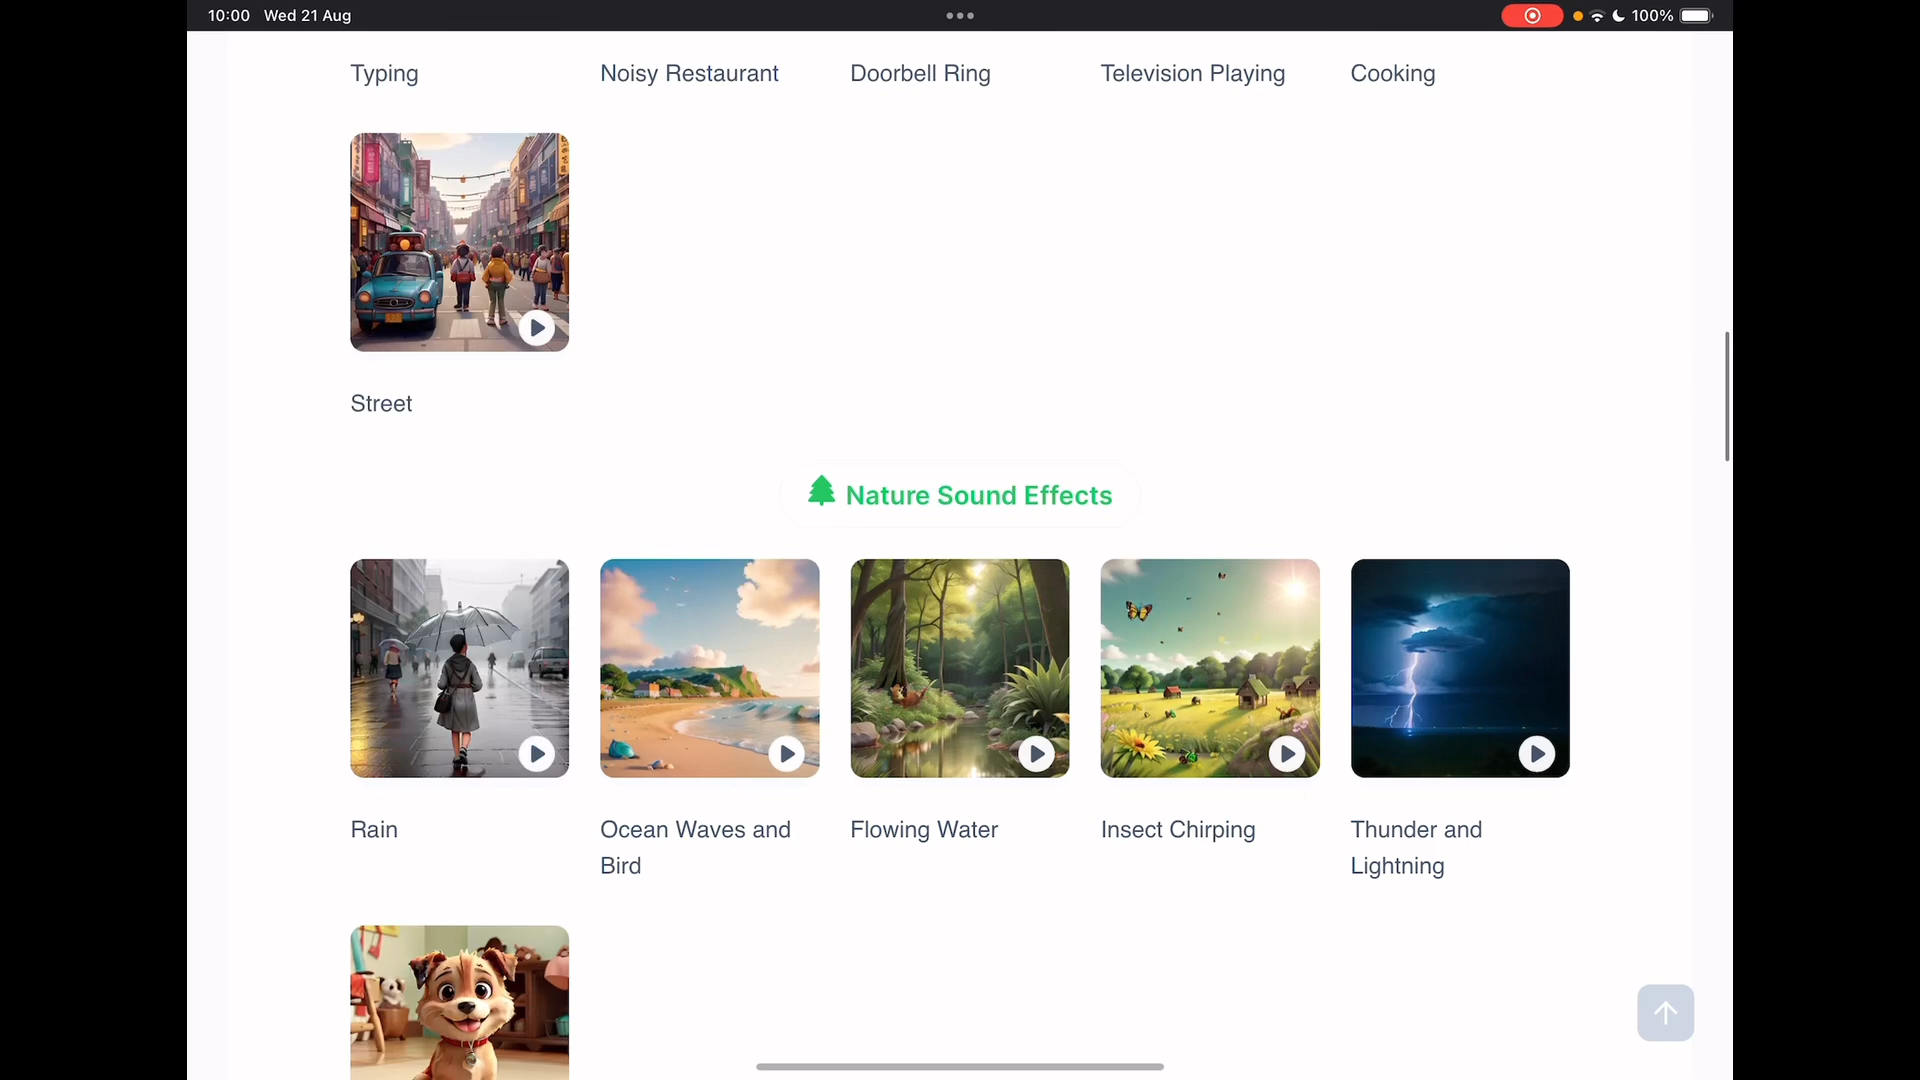 10:00 Wed 21 Aug
100%
Typing
Noisy Restaurant
Doorbell Ring
Television Playing
Cooking
Street
Nature Sound Effects
Rain
Ocean Waves and
Bird
Flowing Water
Insect Chirping
Thunder and
Lightning